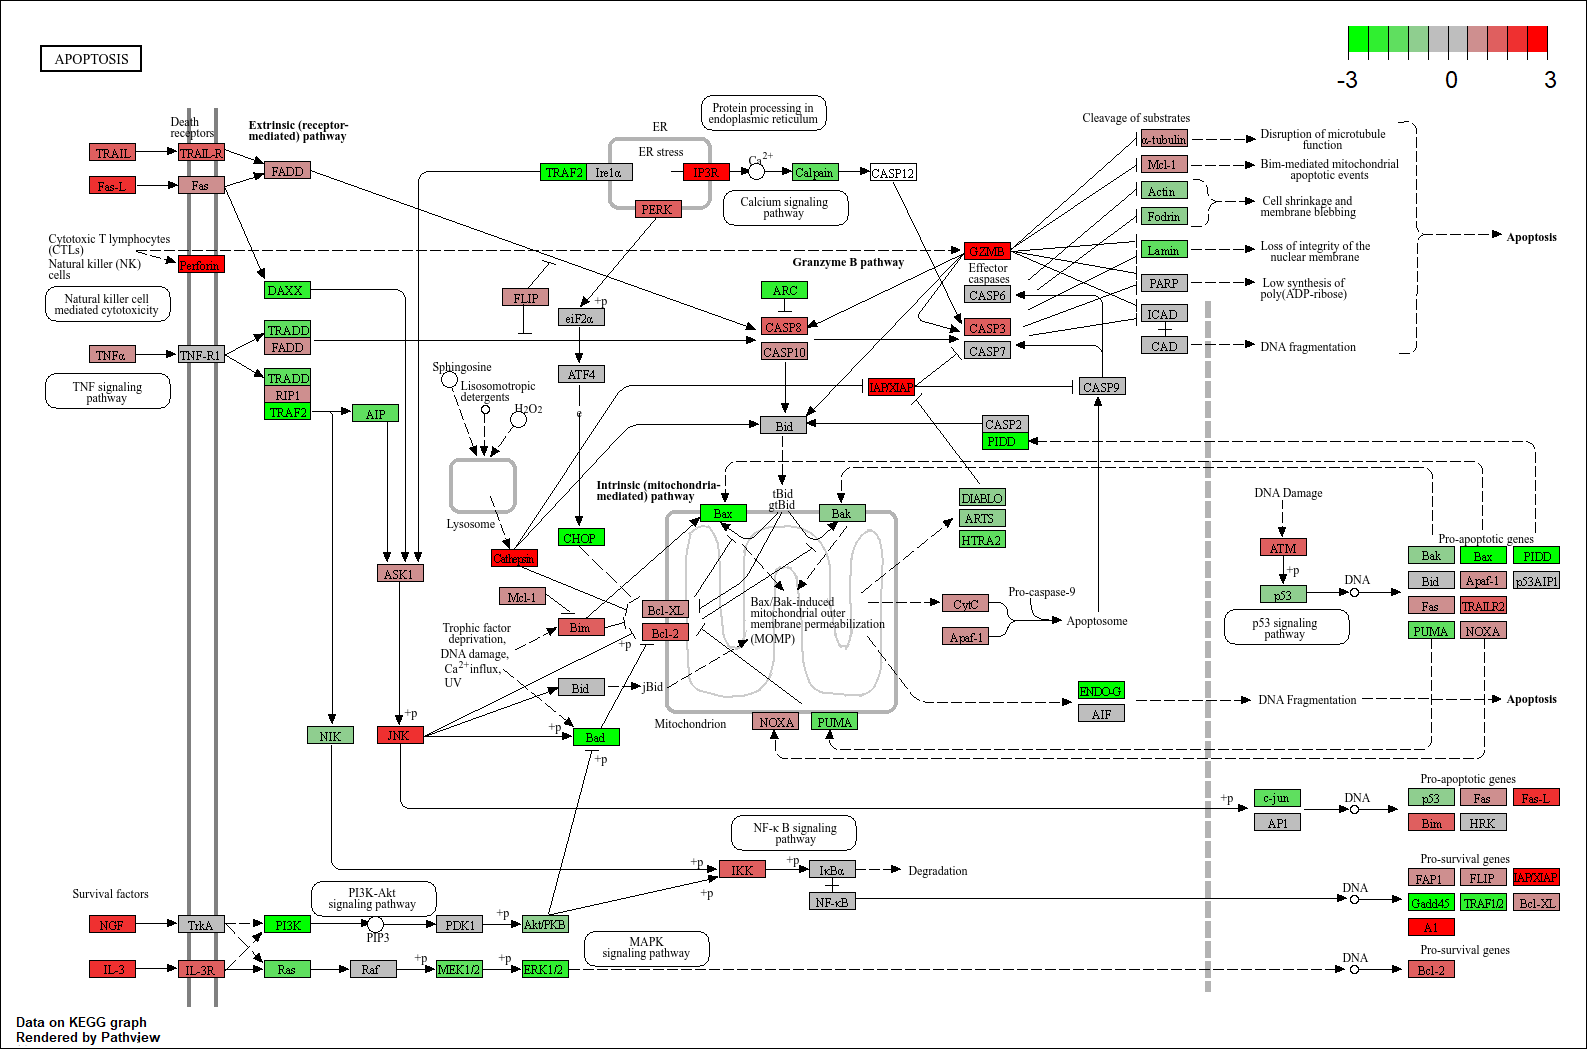 APOPTOSIS
-3
0
3
Death
receptors
Extrinsic (receptor-
mediated) pathway
TRAIL
TRAIL-R
FADD
Fas-L
Fas
Cytotoxic T lymphocytes
(CTLs)
Natural killer (NK)
cells
Perforin
DAXX
Natural killer cell
mediated cytotoxicity
TRADD
FADD
TNFα
TNF-R1
TNF signaling
pathway
TRADD
RIP1
TRAF2
AIP
ER
ER stress
Protein processing in
endoplasmic reticulum
TRAF2
Ire1α
IP3R
Ca2+
Calpain
CASP12
PERK
Calcium signaling
pathway
FLIP
+p
eiF2α
ATF4
e
Granzyme B pathway
ARC
CASP8
CASP10
GZMB
Effector
caspases
CASP6
CASP3
CASP7
Cleavage of substrates
α-tubulin
Disruption of microtubule
function
Mcl-1
Bim-mediated mitochondrial
apoptotic events
Actin
Fodrin
Cell shrinkage and
membrane blebbing
Lamin
Loss of integrity of the
nuclear membrane
PARP
Low synthesis of
poly(ADP-ribose)
ICAD
CAD
DNA fragmentation
Apoptosis
Sphingosine
Lisosomotropic
detergents
H2O2
Lysosome
Cathepsin
IAP/XIAP
CASP9
Bid
CASP2
PIDD
Intrinsic (mitochondria-
mediated) pathway
tBid
gtBid
Bax
Bak
DIABLO
ARTS
HTRA2
CHOP
ASK1
Mcl-1
Bim
Bcl-XL
Bcl-2
+p
Bax/Bak-induced
mitochondrial outer
membrane permeabilization
(MOMP)
CytC
Pro-caspase-9
Apaf-1
Apoptosome
Trophic factor
deprivation,
DNA damage,
Ca2+influx,
UV
Bid
jBid
Mitochondrion
NOXA
PUMA
ENDO-G
AIF
DNA Fragmentation
Apoptosis
DNA Damage
ATM
+p
p53
DNA
p53 signaling
pathway
Pro-apoptotic genes
Bak
Bax
PIDD
Bid
Apaf-1
p53AIP1
Fas
TRAILR2
PUMA
NOXA
NIK
+p
JNK
+p
Bad
+p
+p
c-jun
AP1
DNA
Pro-apoptotic genes
p53
Fas
Fas-L
Bim
HRK
NF-κ B signaling
pathway
+p
IKK
+p
IκBα
Degradation
+p
NF-κB
DNA
Pro-survival genes
FAP1
FLIP
IAP/XIAP
Gadd45
TRAF1/2
Bcl-XL
A1
Survival factors
PI3K-Akt
signaling pathway
NGF
TrkA
PI3K
PIP3
PDK1
+p
Akt/PKB
MAPK
signaling pathway
IL-3
IL-3R
Ras
Raf
+p
MEK1/2
+p
ERK1/2
DNA
Pro-survival genes
Bcl-2
Data on KEGG graph
Rendered by Pathview